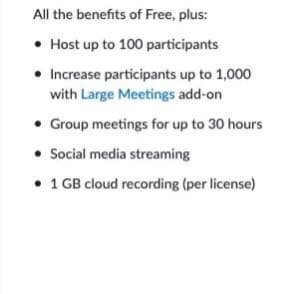 All the benefits of Free, plus:
• Host up to 100 participants
• Increase participants up to 1,000
with Large Meetings add-on
• Group meetings for up to 30 hours
• Social media streaming
• 1 GB cloud recording (per license)